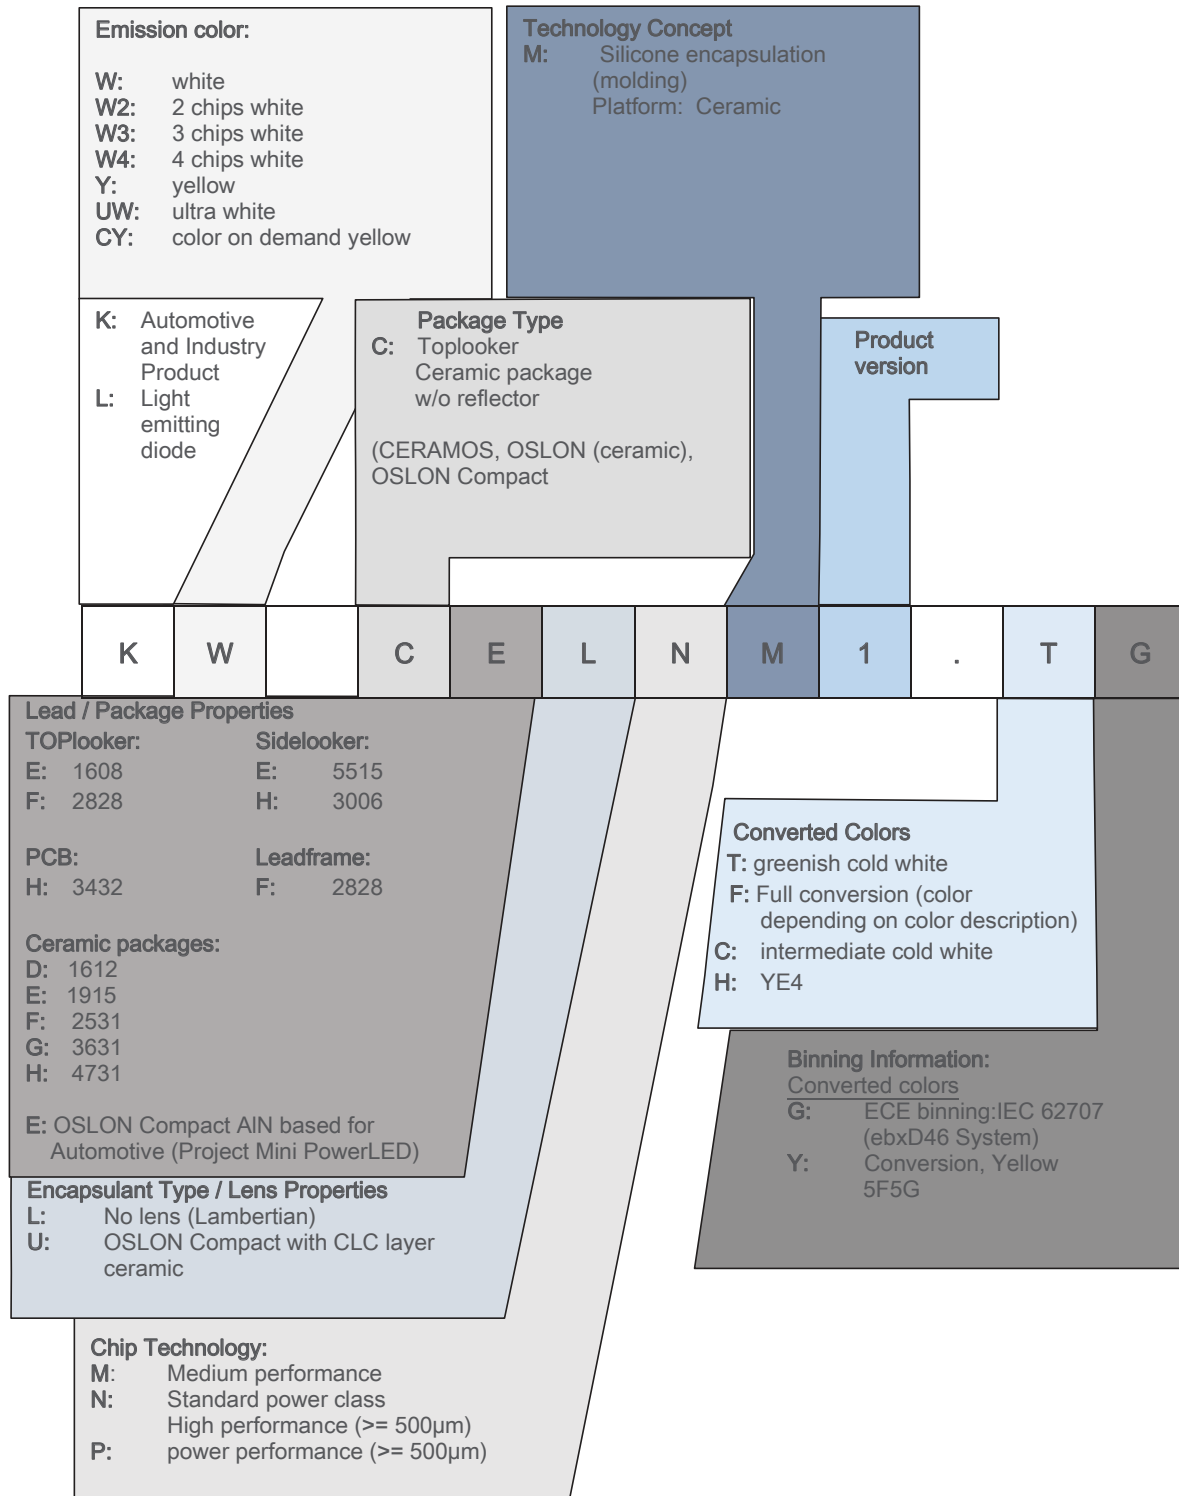 Emission color:
W: white
W2: 2 chips white
W3: 3 chips white
W4: 4 chips white
Y: yellow
UW: ultra white
CY: color on demand yellow
Technology Concept
M: Silicone encapsulation
(molding)
Platform: Ceramic
K: Automotive
and Industry
Product
L: Light
emitting
diode
Package Type
C: Toplooker
Ceramic package
w/o reflector
(CERAMOS, OSLON (ceramic),
OSLON Compact
Product
version
K W C E L N M 1 . T G
Lead / Package Properties
TOPlooker: Sidelooker:
E: 1608 E: 5515
F: 2828 H: 3006
PCB: Leadframe:
H: 3432 F: 2828
Ceramic packages:
D: 1612
E: 1915
F: 2531
G: 3631
H: 4731
E: OSLON Compact AlN based for
Automotive (Project Mini PowerLED)
Encapsulant Type / Lens Properties
L: No lens (Lambertian)
U: OSLON Compact with CLC layer
ceramic
Chip Technology:
M: Medium performance
N: Standard power class
High performance (>= 500µm)
P: power performance (>= 500µm)
Converted Colors
T: greenish cold white
F: Full conversion (color
depending on color description)
C: intermediate cold white
H: YE4
Binning Information:
Converted colors
G: ECE binning:IEC 62707
(ebxD46 System)
Y: Conversion, Yellow
5F5G